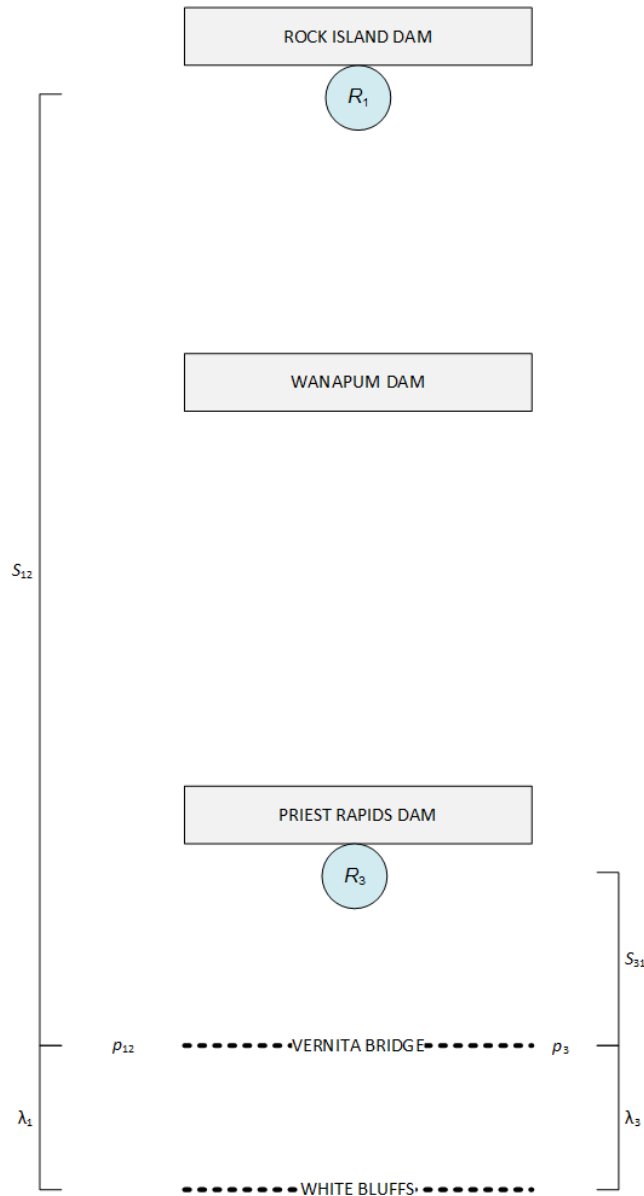 ROCK ISLAND DAM
R₁
WANAPUM DAM
S₁₂
PRIEST RAPIDS DAM
R₃
S₃₁
p₁₂
VERNITA BRIDGE
p₃
λ₁
λ₃
WHITE BLUFFS